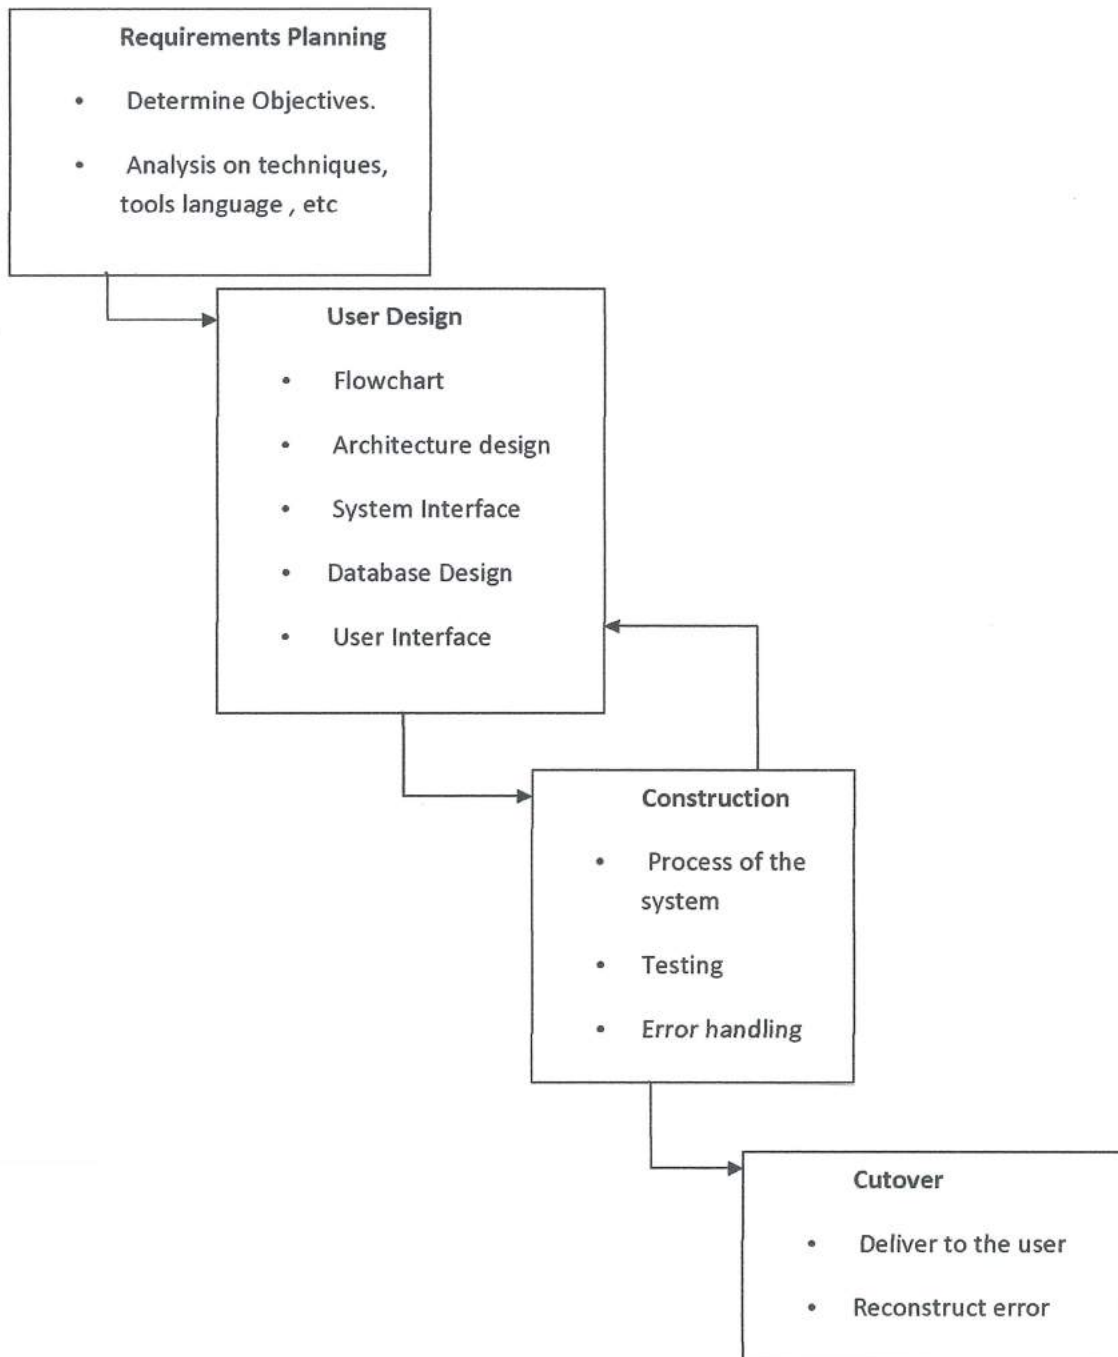 Requirements Planning
• Determine Objectives.
• Analysis on techniques,
tools language , etc
User Design
• Flowchart
• Architecture design
• System Interface
• Database Design
• User Interface
Construction
• Process of the
system
• Testing
• Error handling
Cutover
• Deliver to the user
• Reconstruct error